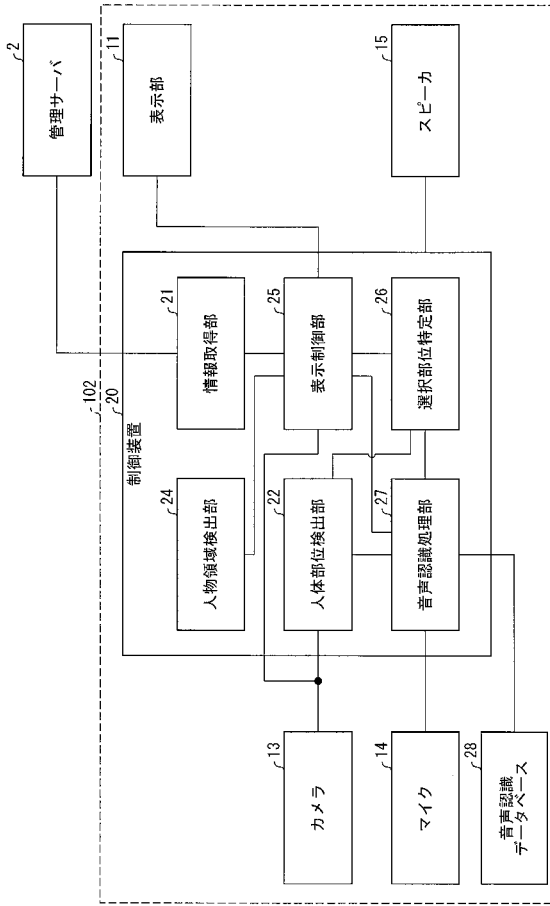 102
20
制御装置
2
管理サーバ
11
表示部
15
スピーカ
21
情報取得部
25
表示制御部
26
選択部位特定部
24
人物領域検出部
22
人体部位検出部
27
音声認識処理部
13
カメラ
14
マイク
28
音声認識
データベース